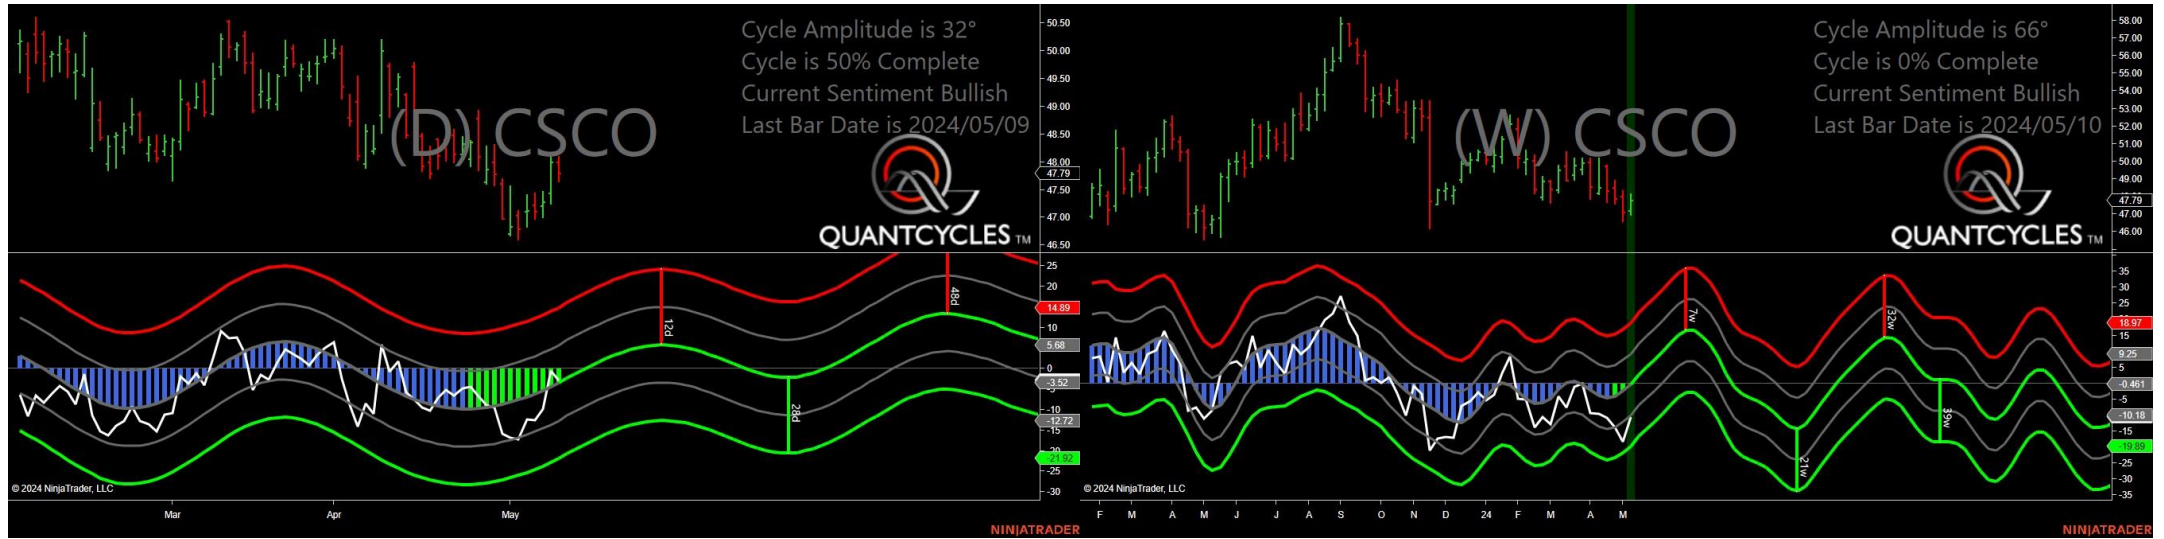 Cycle Amplitude is 32°
Cycle is 50% Complete
Current Sentiment Bullish
Last Bar Date is 2024/05/09
(D) CSCO
QUANTCYCLES TM
50.50
50.00
49.50
49.00
48.50
48.00
47.79
47.50
47.00
46.50
25
20
14.89
10
5.68
0
-3.52
-10
-12.72
-15
-21.92
-25
-30
12d
28d
48d
© 2024 NinjaTrader, LLC
Mar Apr May
NINJATRADER
Cycle Amplitude is 66°
Cycle is 0% Complete
Current Sentiment Bullish
Last Bar Date is 2024/05/10
(W) CSCO
QUANTCYCLES TM
58.00
57.00
56.00
55.00
54.00
53.00
52.00
51.00
50.00
49.00
47.79
47.00
46.00
35
30
25
18.97
15
9.25
5
-0.461
-5
-10.18
-15
-19.89
-25
-30
-35
7w
21w
32w
39w
© 2024 NinjaTrader, LLC
F M A M J J A S O N D 24 F M A M
NINJATRADER